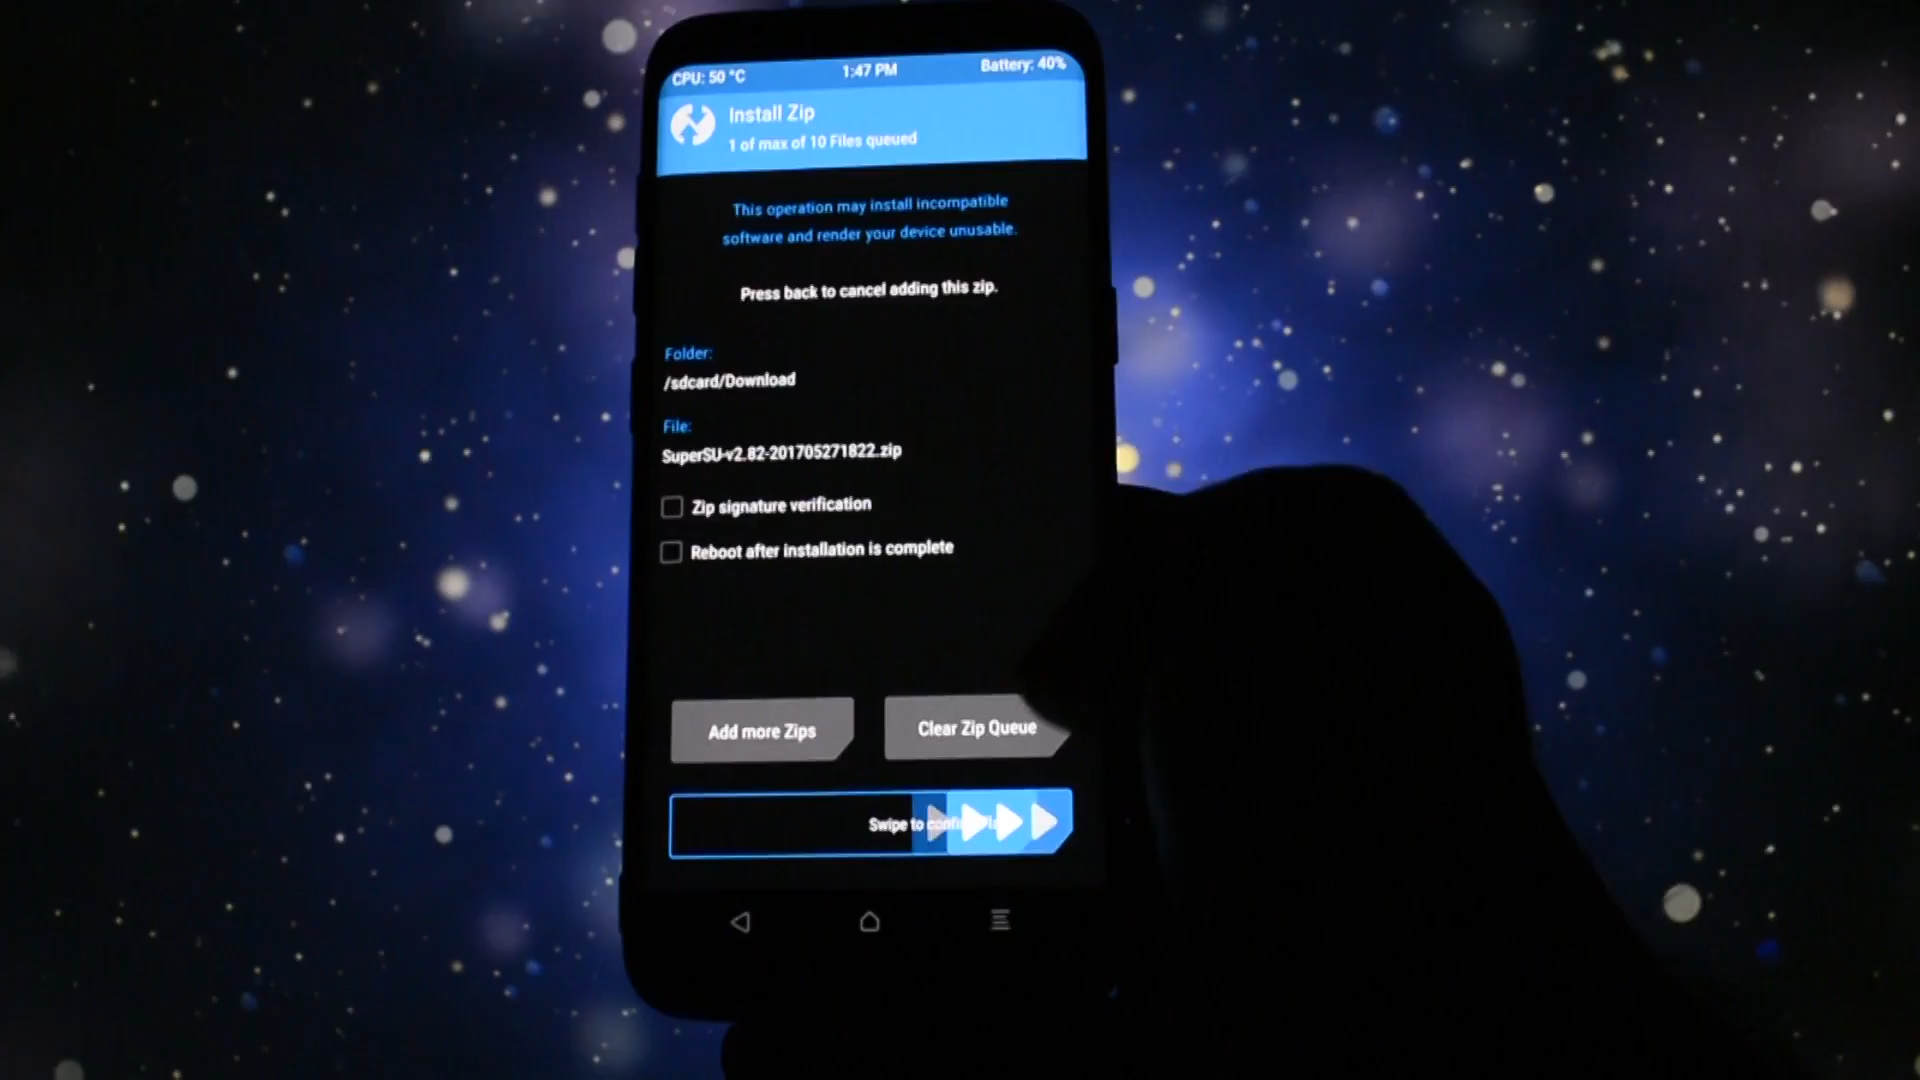 CPU: 50 °C 1:47 PM Battery: 40%
Install Zip
1 of max of 10 Files queued
This operation may install incompatible
software and render your device unusable.
Press back to cancel adding this zip.
Folder:
/sdcard/Download
File:
SuperSU-v2.82-201705271822.zip
Zip signature verification
Reboot after installation is complete
Add more Zips
Clear Zip Queue
Swipe to